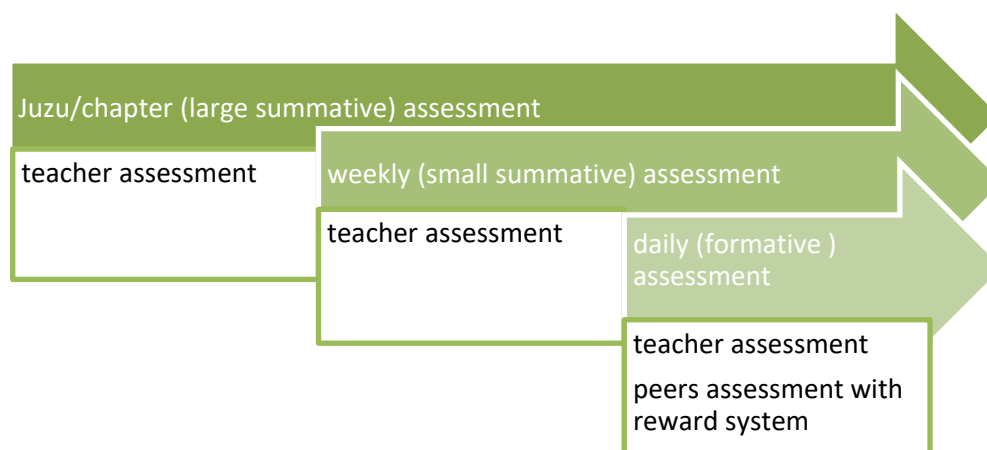 Juzu/chapter (large summative) assessment
teacher assessment
weekly (small summative) assessment
teacher assessment
daily (formative )
assessment
teacher assessment
peers assessment with
reward system